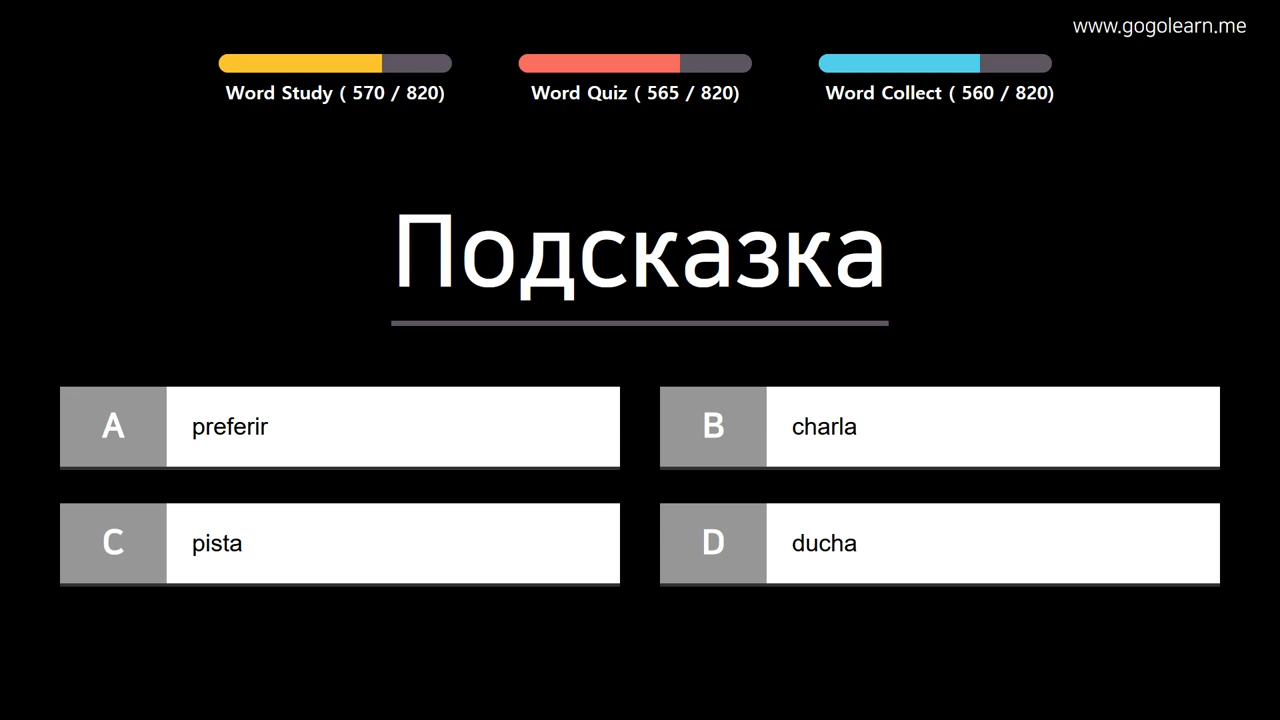 www.gogolearn.me
Word Study ( 570 / 820)
Word Quiz ( 565 / 820)
Word Collect ( 560 / 820)
Подсказка
A
preferir
B
charla
C
pista
D
ducha